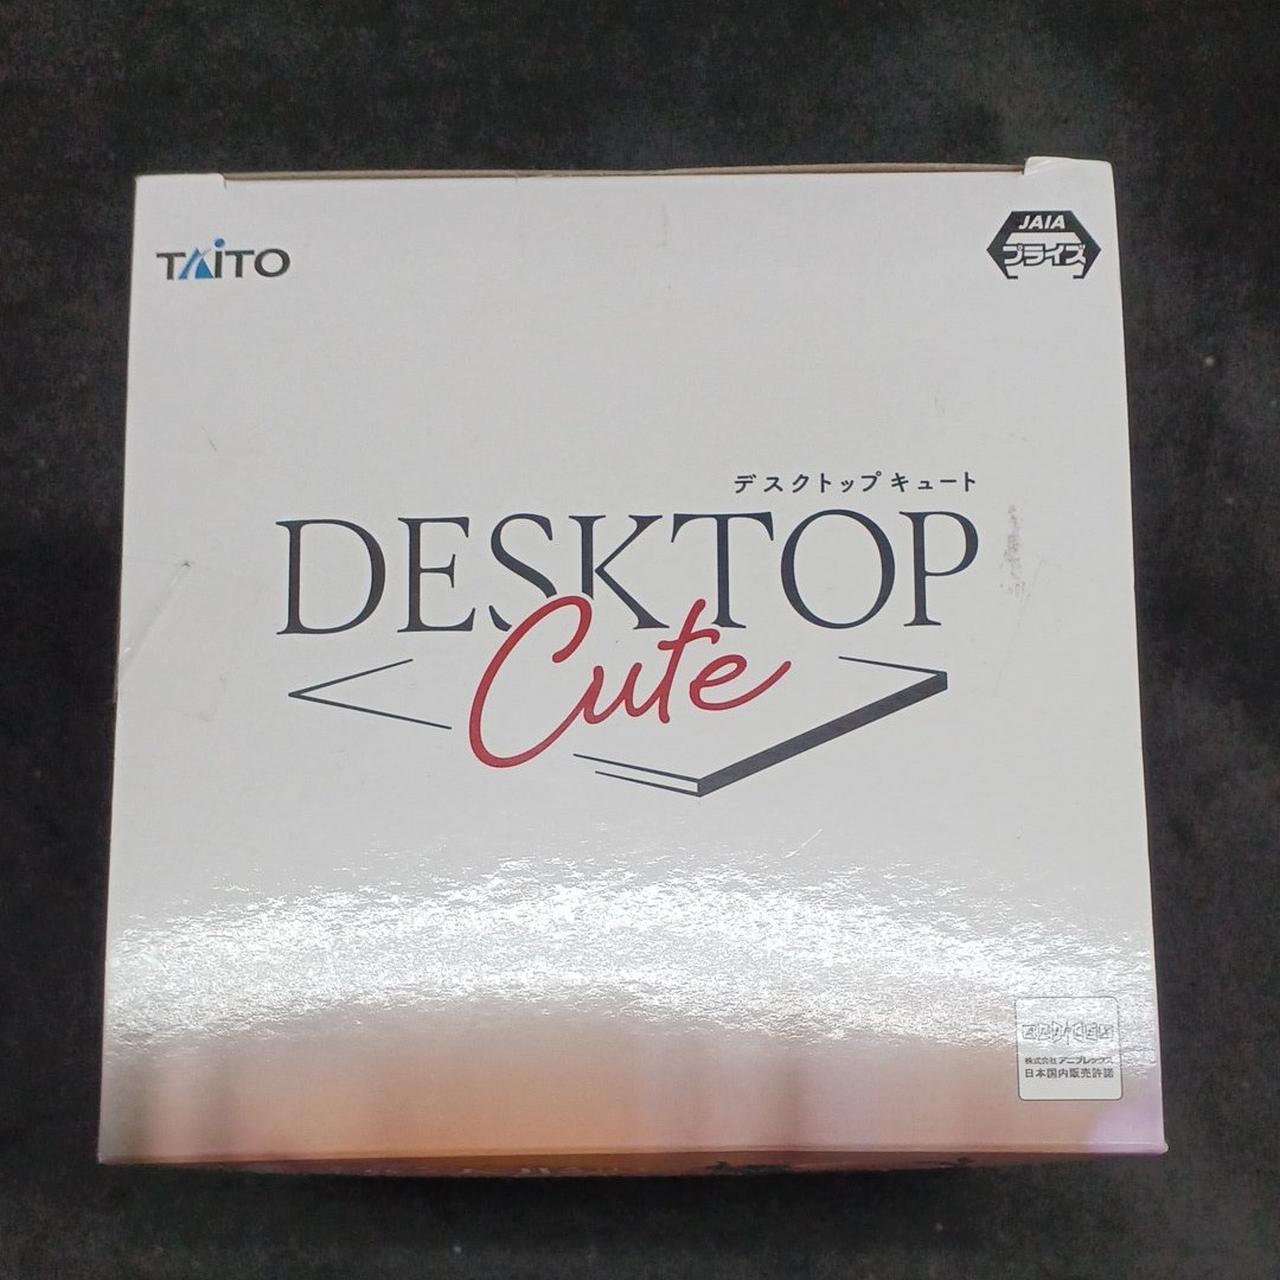 TAiTO
JAIA
プライズ
デスクトップキュート
DESKTOP
Cute
株式会社アニプレックス
日本国内販売許諾